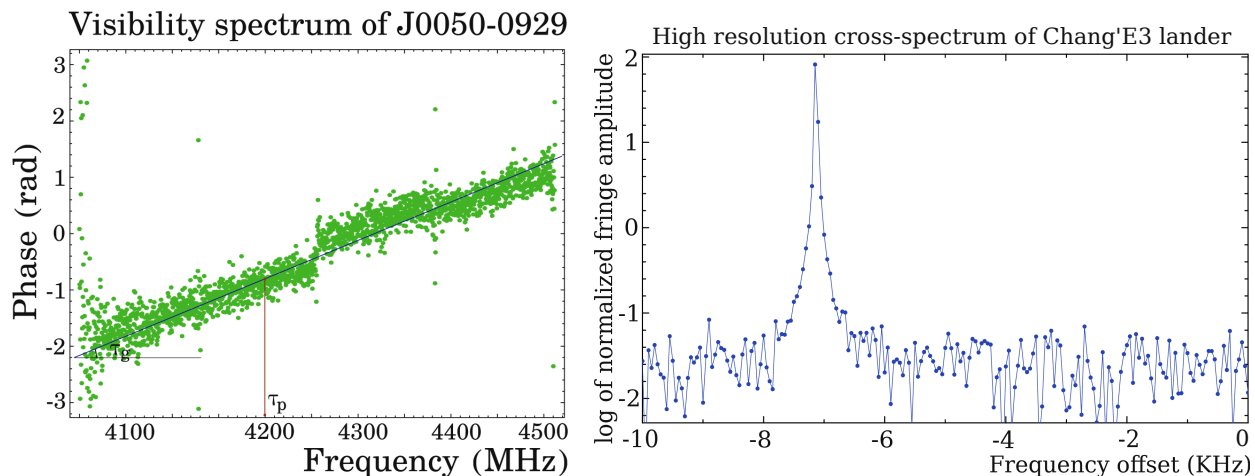 Visibility spectrum of J0050-0929
Phase (rad)
3
2
1
0
-1
-2
-3
τg
τp
4100 4200 4300 4400 4500
Frequency (MHz)
High resolution cross-spectrum of Chang'E3 lander
log of normalized fringe amplitude
2
1
0
-1
-2
-10 -8 -6 -4 -2 0
Frequency offset (KHz)